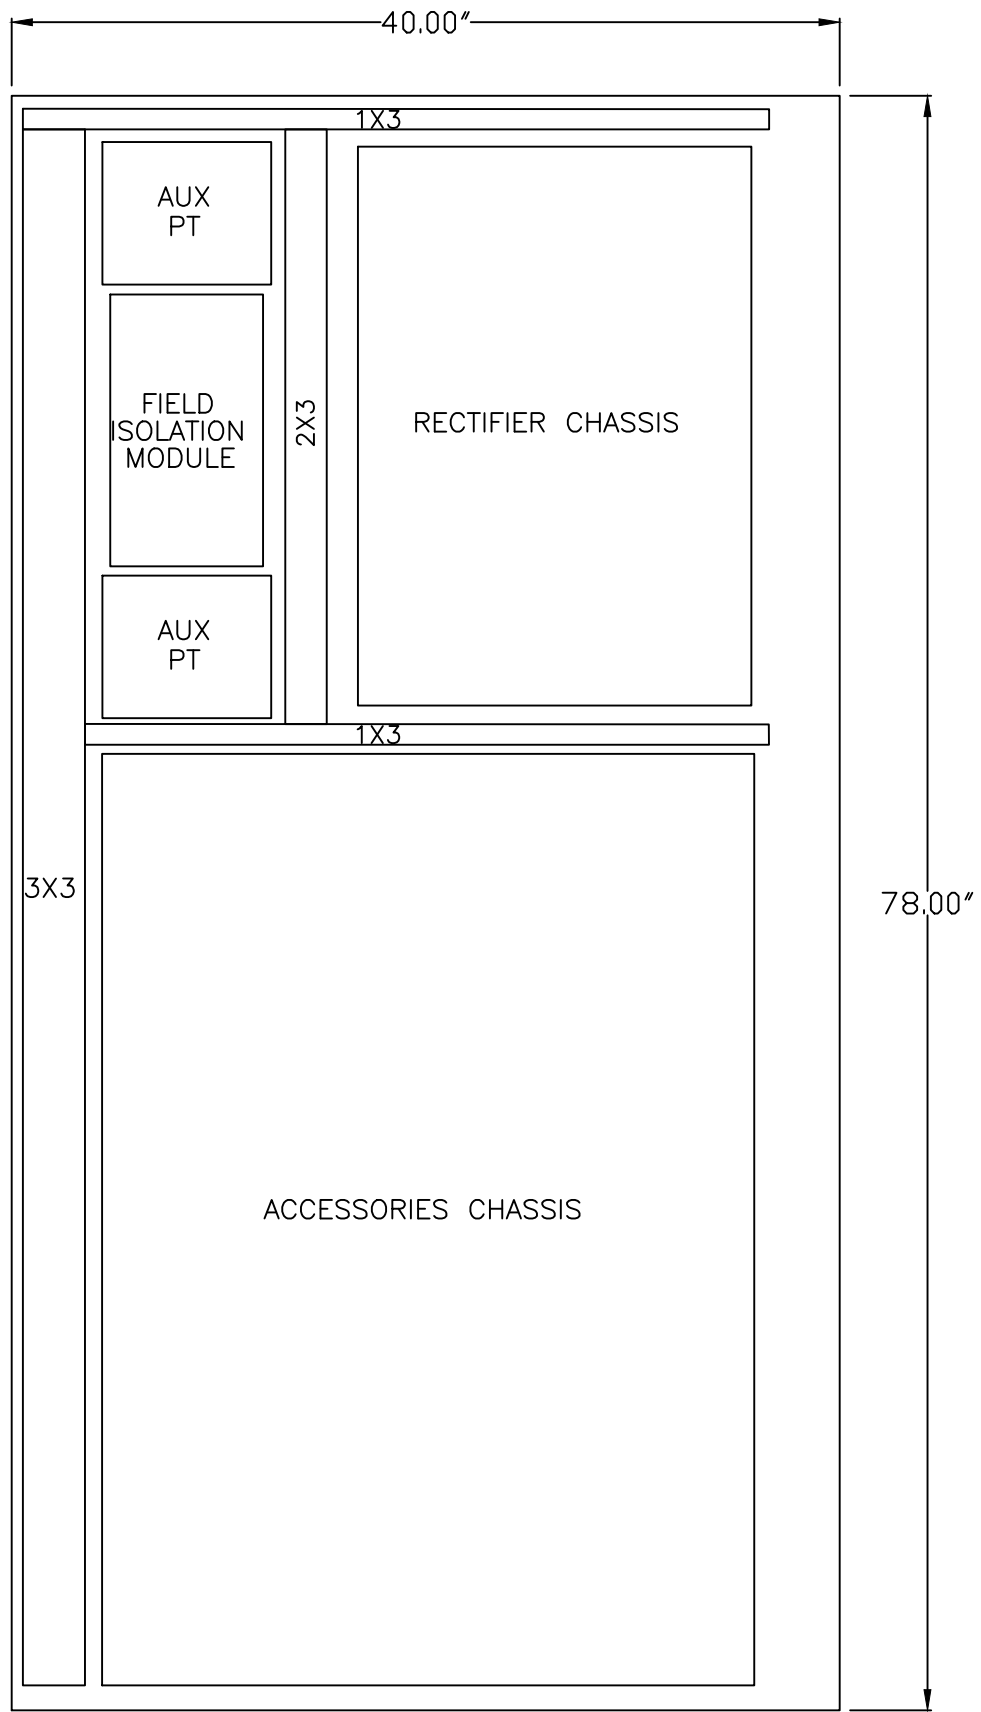 40.00"
1X3
AUX
PT
FIELD
ISOLATION
MODULE
2X3
RECTIFIER CHASSIS
AUX
PT
1X3
3X3
78.00"
ACCESSORIES CHASSIS